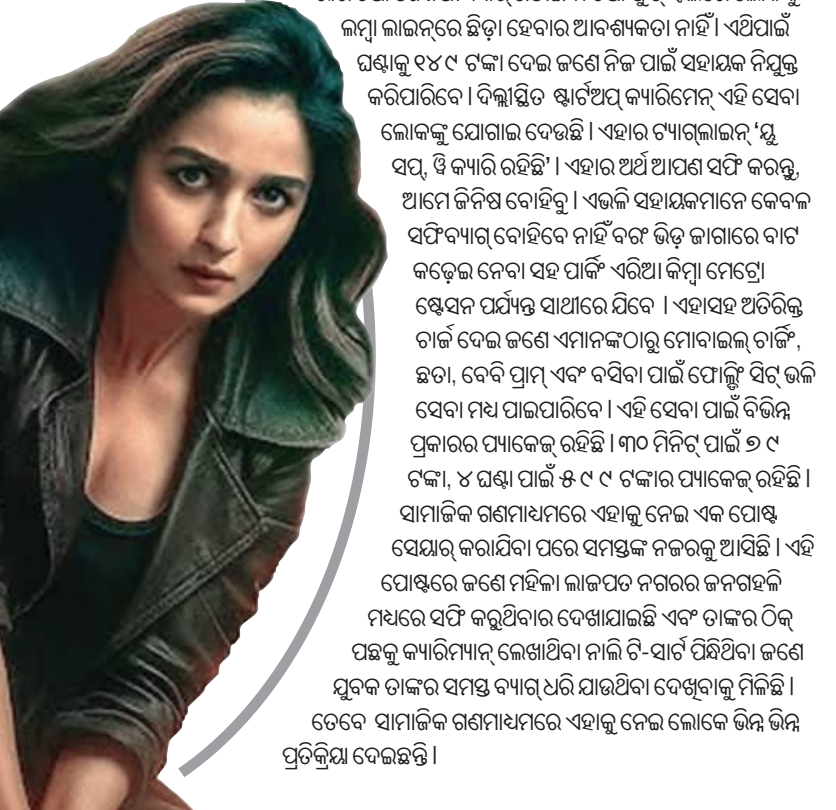 ଲମ୍ବା ଲାଇନ୍‌ରେ ଛିଡ଼ା ହେବାର ଆବଶ୍ୟକତା ନାହିଁ। ଏଥିପାଇଁ
ଘଣ୍ଟାକୁ ୧୪୯ ଟଙ୍କା ଦେଇ ଜଣେ ନିଜ ପାଇଁ ସହାୟକ ନିଯୁକ୍ତ
କରିପାରିବେ । ଦିଲ୍ଲୀସ୍ଥିତ ଷ୍ଟାର୍ଟଅପ୍ କ୍ୟାରିମେନ୍ ଏହି ସେବା
ଲୋକଙ୍କୁ ଯୋଗାଇ ଦେଉଛି । ଏହାର ଟ୍ୟାଗ୍‌ଲାଇନ୍ ‘ୟୁ
ସପ୍, ୱି କ୍ୟାରି ରହିଛି’ । ଏହାର ଅର୍ଥ ଆପଣ ସପିଂ କରନ୍ତୁ,
ଆମେ ଜିନିଷ ବୋହିବୁ । ଏଭଳି ସହାୟକମାନେ କେବଳ
ସପିଂବ୍ୟାଗ୍ ବୋହିବେ ନାହିଁ ବରଂ ଭିଡ଼ ଜାଗାରେ ବାଟ
କଢ଼େଇ ନେବା ସହ ପାର୍କିଂ ଏରିଆ କିମ୍ବା ମେଟ୍ରୋ
ଷ୍ଟେସନ ପର୍ଯ୍ୟନ୍ତ ସାଥୀରେ ଯିବେ । ଏହାସହ ଅତିରିକ୍ତ
ଚାର୍ଜ ଦେଇ ଜଣେ ଏମାନଙ୍କଠାରୁ ମୋବାଇଲ୍ ଚାର୍ଜିଂ,
ଛତା, ବେବି ପ୍ରାମ୍ ଏବଂ ବସିବା ପାଇଁ ଫୋଲ୍ଡିଂ ସିଟ୍ ଭଳି
ସେବା ମଧ୍ୟ ପାଇପାରିବେ । ଏହି ସେବା ପାଇଁ ବିଭିନ୍ନ
ପ୍ରକାରର ପ୍ୟାକେଜ୍ ରହିଛି । ୩୦ ମିନିଟ୍ ପାଇଁ ୭୯
ଟଙ୍କା, ୪ ଘଣ୍ଟା ପାଇଁ ୫୯୯ ଟଙ୍କାର ପ୍ୟାକେଜ୍ ରହିଛି ।
ସାମାଜିକ ଗଣମାଧ୍ୟମରେ ଏହାକୁ ନେଇ ଏକ ପୋଷ୍ଟ
ସେୟାର୍ କରାଯିବା ପରେ ସମସ୍ତଙ୍କ ନଜରକୁ ଆସିଛି । ଏହି
ପୋଷ୍ଟରେ ଜଣେ ମହିଳା ଲାଜପତ ନଗରର ଜନଗହଳି
ମଧ୍ୟରେ ସପିଂ କରୁଥିବାର ଦେଖାଯାଇଛି ଏବଂ ତାଙ୍କର ଠିକ୍
ପଛକୁ କ୍ୟାରିମ୍ୟାନ୍ ଲେଖାଥିବା ନାଲି ଟି-ସାର୍ଟ ପିନ୍ଧିଥିବା ଜଣେ
ଯୁବକ ତାଙ୍କର ସମସ୍ତ ବ୍ୟାଗ୍ ଧରି ଯାଉଥିବା ଦେଖିବାକୁ ମିଳିଛି ।
ତେବେ ସାମାଜିକ ଗଣମାଧ୍ୟମରେ ଏହାକୁ ନେଇ ଲୋକେ ଭିନ୍ନ ଭିନ୍ନ
ପ୍ରତିକ୍ରିୟା ଦେଇଛନ୍ତି ।